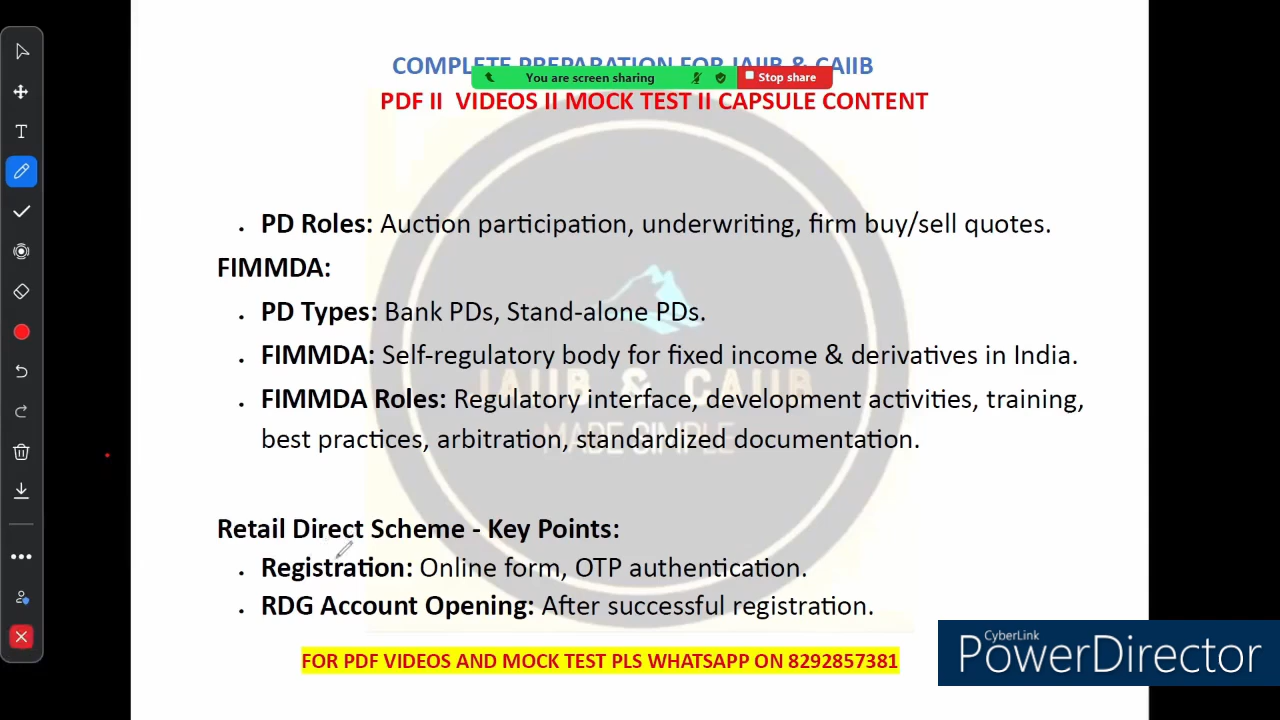 COMPLETE PREPARATION FOR JAIIB & CAIIB
You are screen sharing
Stop share
PDF II VIDEOS II MOCK TEST II CAPSULE CONTENT
• PD Roles: Auction participation, underwriting, firm buy/sell quotes.
FIMMDA:
• PD Types: Bank PDs, Stand-alone PDs.
• FIMMDA: Self-regulatory body for fixed income & derivatives in India.
JAIIB & CAIIB
• FIMMDA Roles: Regulatory interface, development activities, training,
best practices, arbitration, standardized documentation.
MADE SIMPLE
Retail Direct Scheme - Key Points:
• Registration: Online form, OTP authentication.
• RDG Account Opening: After successful registration.
FOR PDF VIDEOS AND MOCK TEST PLS WHATSAPP ON 8292857381
CyberLink
PowerDirector